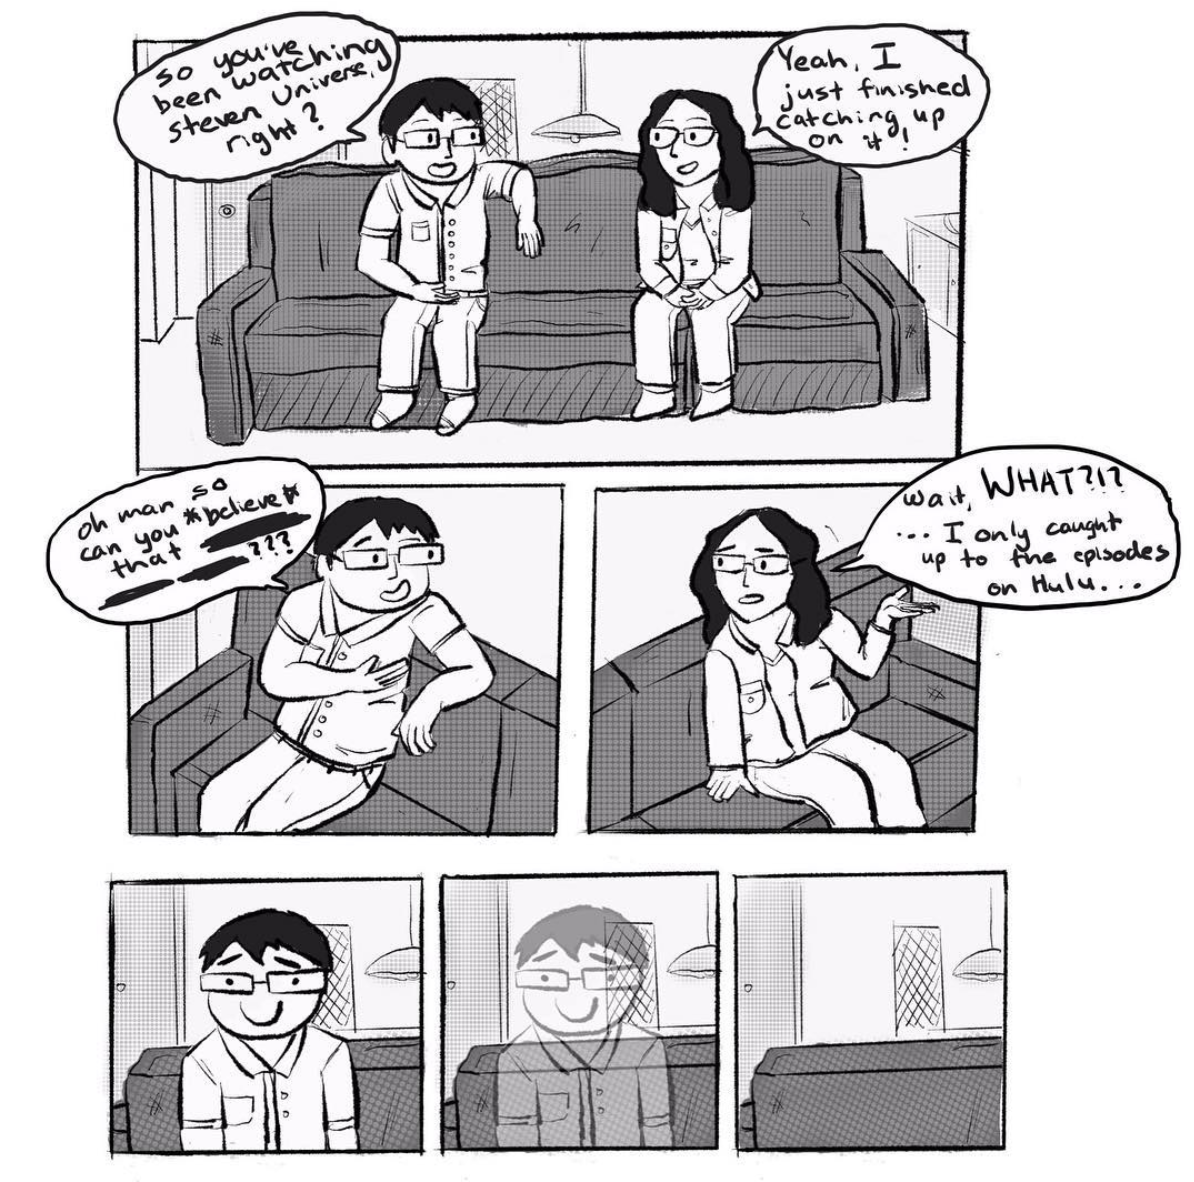 so you've
been watching
steven Universe,
right?
Yeah, I
just finished
catching up
on it!
oh man so
can you *believe*
that
???
Wait, WHAT?!?
... I only caught
up to the episodes
on Hulu...